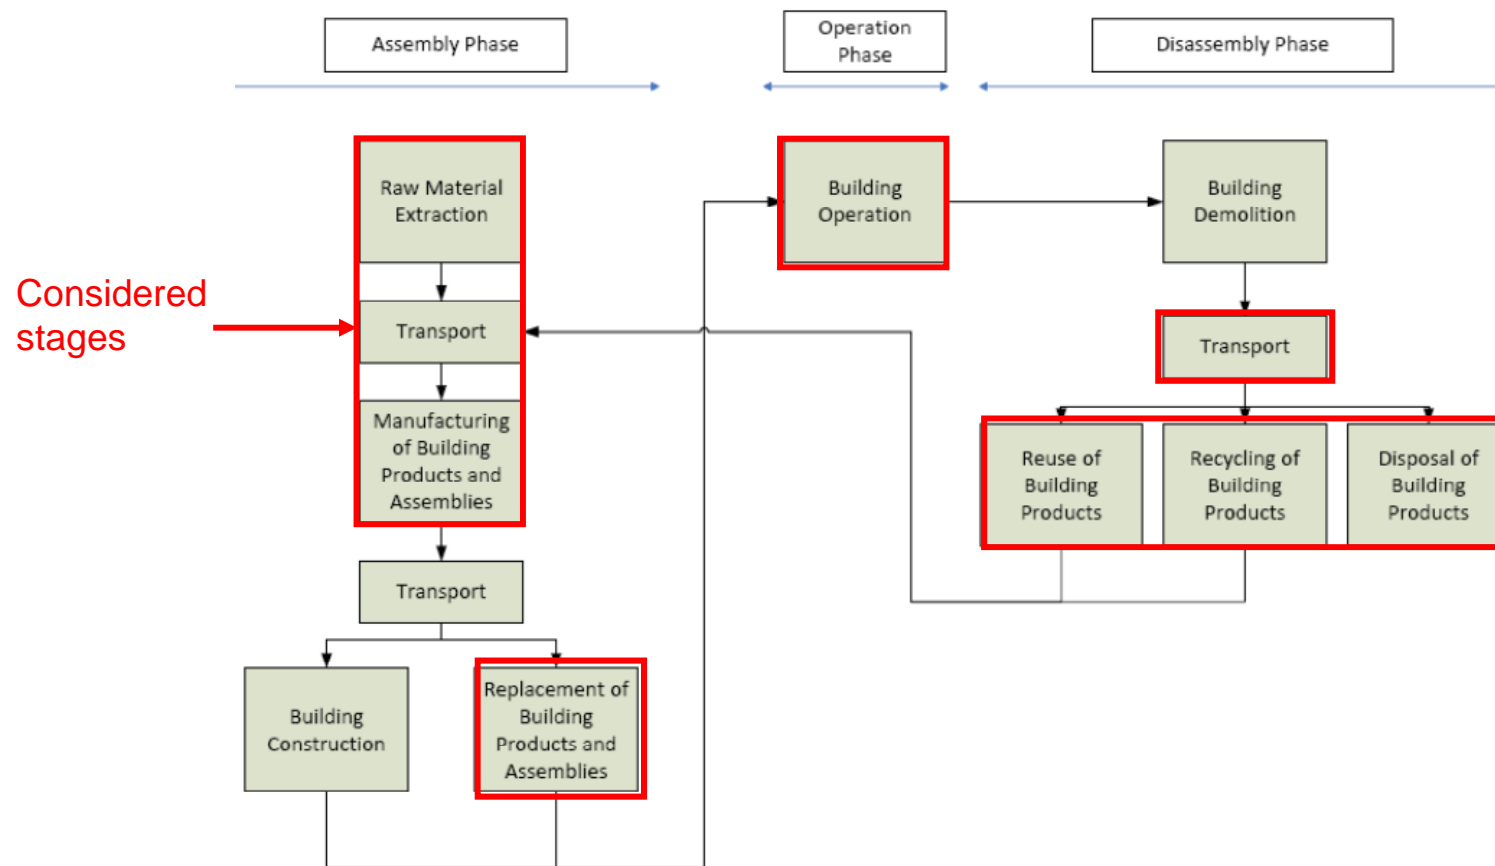 Assembly Phase
Operation
Phase
Disassembly Phase
Raw Material
Extraction
Building
Operation
Building
Demolition
Considered
stages
Transport
Transport
Manufacturing
of Building
Products and
Assemblies
Reuse of
Building
Products
Recycling of
Building
Products
Disposal of
Building
Products
Transport
Building
Construction
Replacement of
Building
Products and
Assemblies